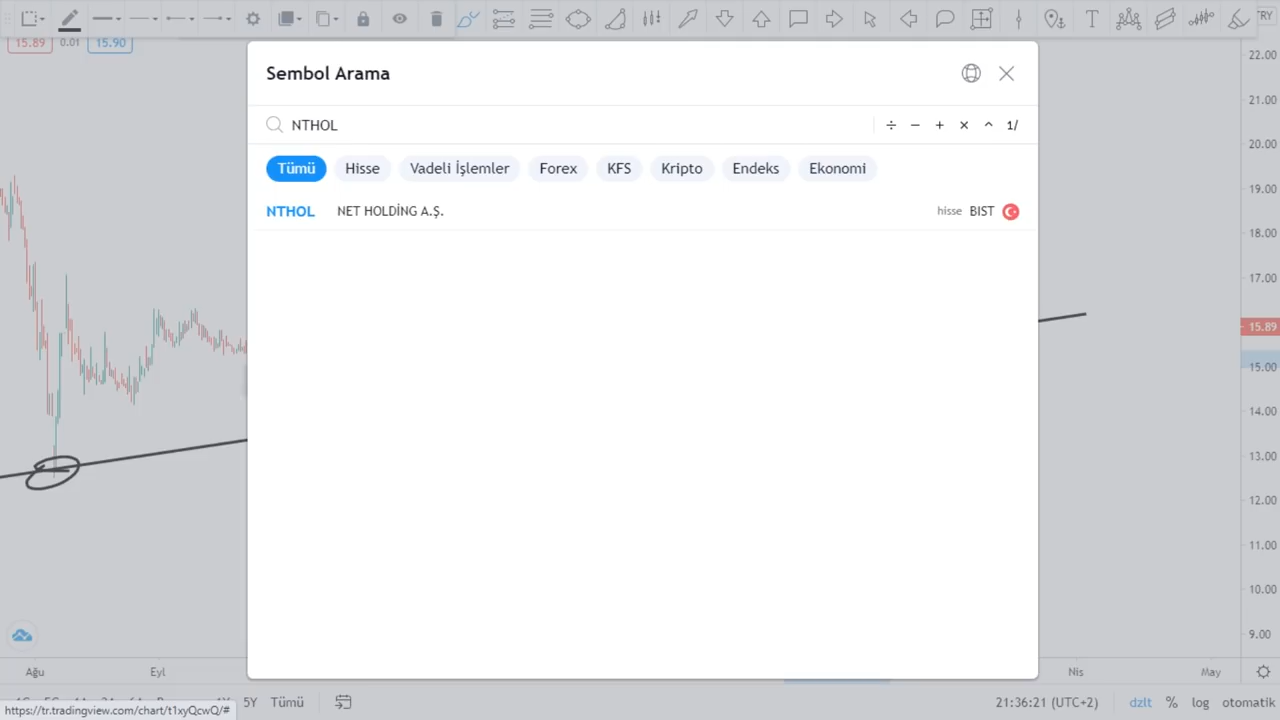 RY
15.89 0.01 15.90
Sembol Arama
NTHOL
÷ − + × ^ 1/
Tümü Hisse Vadeli İşlemler Forex KFS Kripto Endeks Ekonomi
NTHOL NET HOLDİNG A.Ş. hisse BIST
22.00
21.00
20.00
19.00
18.00
17.00
15.89
15.00
14.00
13.00
12.00
11.00
10.00
9.00
Ağu Eyl Nis May
5Y Tümü 21:36:21 (UTC+2) dzlt % log otomatik
https://tr.tradingview.com/chart/t1xyQcwQ/#